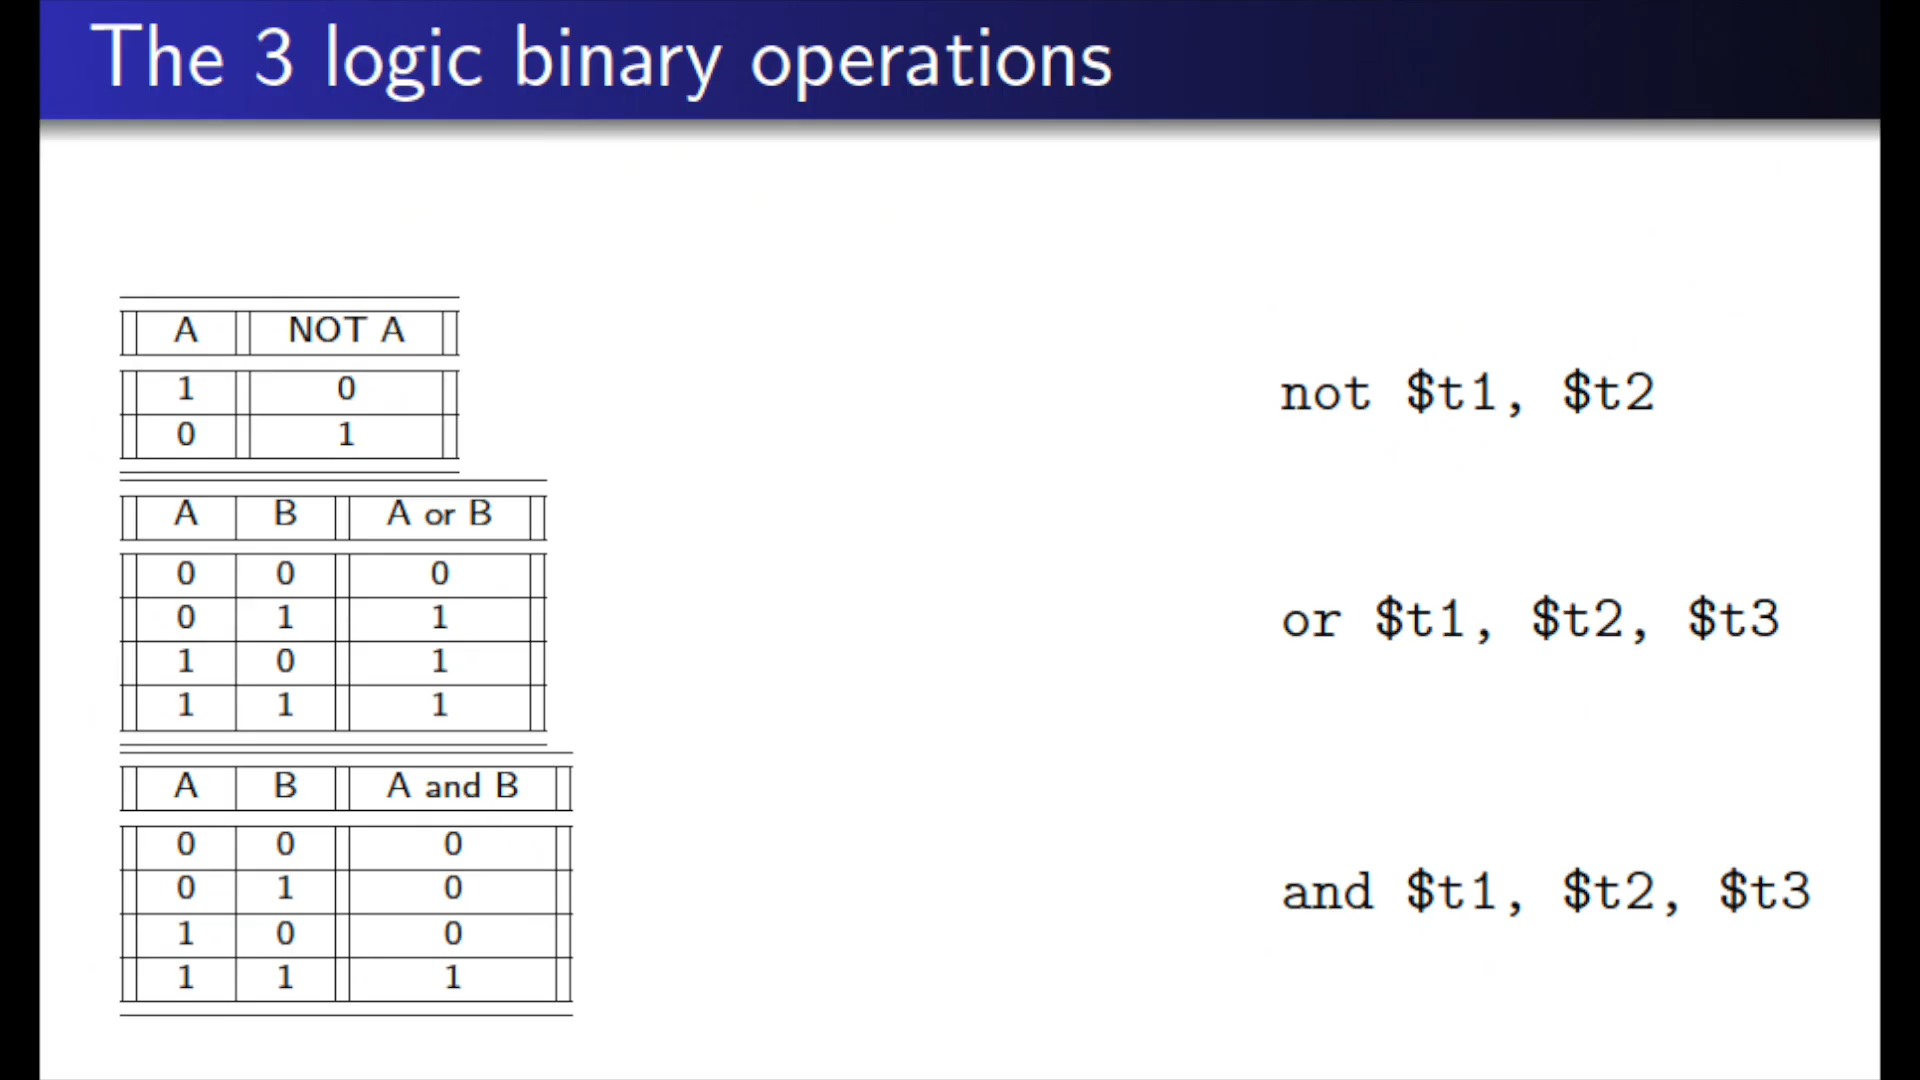 The 3 logic binary operations
A NOT A
1 0
0 1
not $t1, $t2
A B A or B
0 0 0
0 1 1
1 0 1
1 1 1
or $t1, $t2, $t3
A B A and B
0 0 0
0 1 0
1 0 0
1 1 1
and $t1, $t2, $t3